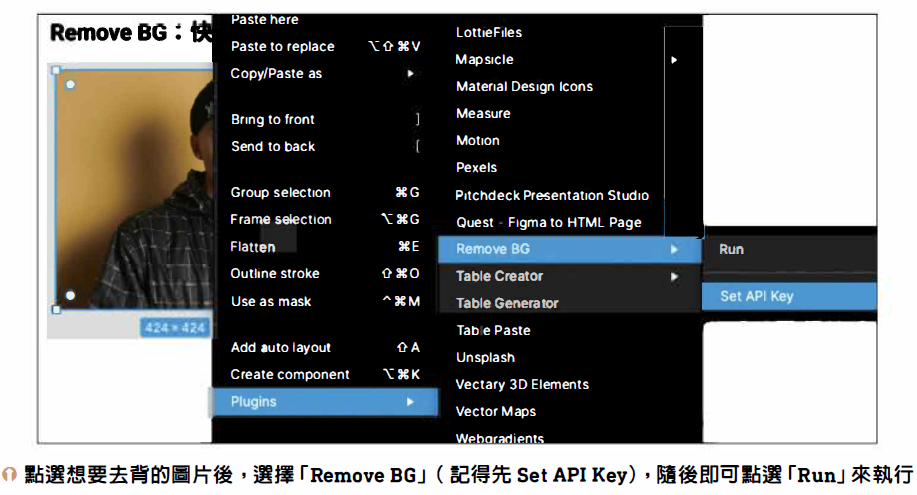 Remove BG：快
Paste here
Paste to replace ⌥⇧⌘V
Copy/Paste as ▶
Bring to front ]
Send to back [
Group selection ⌘G
Frame selection ⌥⌘G
Flatten ⌘E
Outline stroke ⇧⌘O
Use as mask ^⌘M
Add auto layout ⇧A
Create component ⌥⌘K
Plugins ▶
424 × 424
LottieFiles
Mapsicle ▶
Material Design Icons
Measure
Motion
Pexels
Pitchdeck Presentation Studio
Quest - Figma to HTML Page
Remove BG ▶
Table Creator ▶
Table Generator
Table Paste
Unsplash
Vectary 3D Elements
Vector Maps
Webgradients
Run
Set API Key
點選想要去背的圖片後，選擇「Remove BG」（記得先 Set API Key），隨後即可點選「Run」來執行